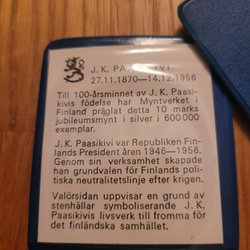 J. K. PAASIKIVI
27.11.1870—14.12.1956
Till 100-årsminnet av J. K. Paasi-
kivis födelse har Myntverket i
Finland präglat detta 10 marks
jubileumsmynt i silver i 600 000
exemplar.
J. K. Paasikivi var Republiken Fin-
lands President åren 1946—1956.
Genom sin verksamhet skapade
han grundvalen för Finlands poli-
tiska neutralitetslinje efter krigen.
Valörsidan uppvisar en grund av
stenhällar symboliserande J. K.
Paasikivis livsverk till fromma för
det finländska samhället.